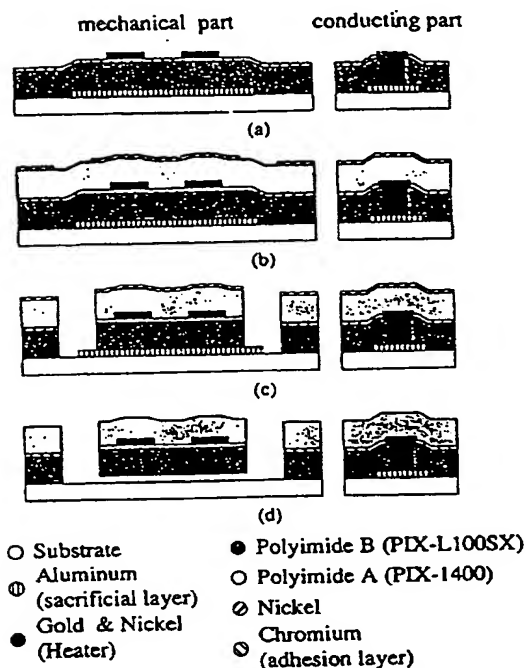 mechanical part
conducting part
(a)
(b)
(c)
(d)
Substrate
Aluminum
(sacrificial layer)
Gold & Nickel
(Heater)
Polyimide B (PIX-L100SX)
Polyimide A (PIX-1400)
Nickel
Chromium
(adhesion layer)